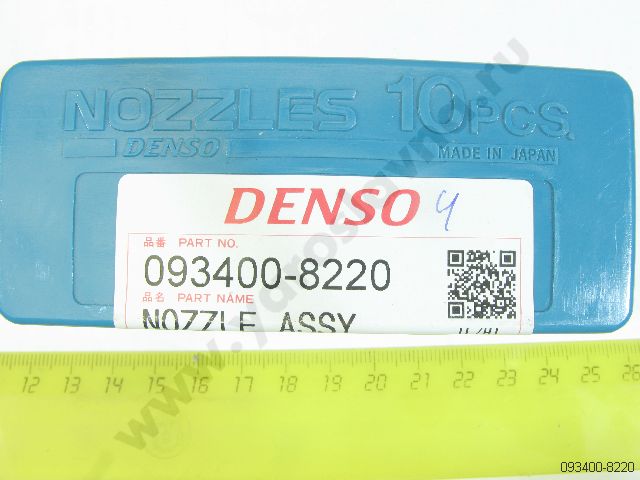 NOZZLES 10PCS.
DENSO
MADE IN JAPAN
DENSO 4
品番 PART NO.
093400-8220
品名 PART NAME
NOZZLE ASSY
12 13 14 15 16 17 18 19 20 21 22 23 24 25 26
093400-8220